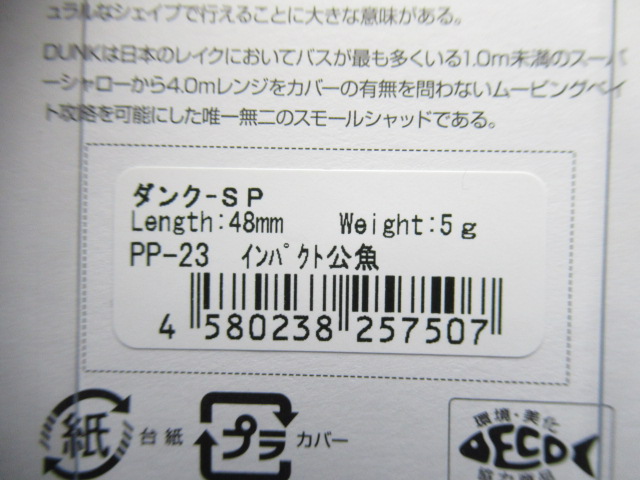 ュラルなシェイプで行えることに大きな意味がある。
DUNKは日本のレイクにおいてバスが最も多くいる1.0m未満のスーパ
ーシャローから4.0mレンジをカバーの有無を問わないムービングベイ
ト攻略を可能にした唯一無二のスモールシャッドである。
ダンク-SP
Length:48mm Weight:5g
PP-23 インパクト公魚
4 580238 257507
紙 台紙 プラ カバー
環境・美化
ECO
協力商品